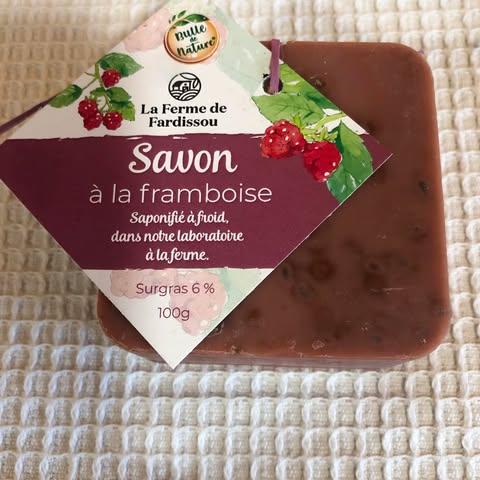 Bulle
de
Nature
La Ferme de
Fardissou
Savon
à la framboise
Saponifié à froid,
dans notre laboratoire
à la ferme.
Surgras 6 %
100g